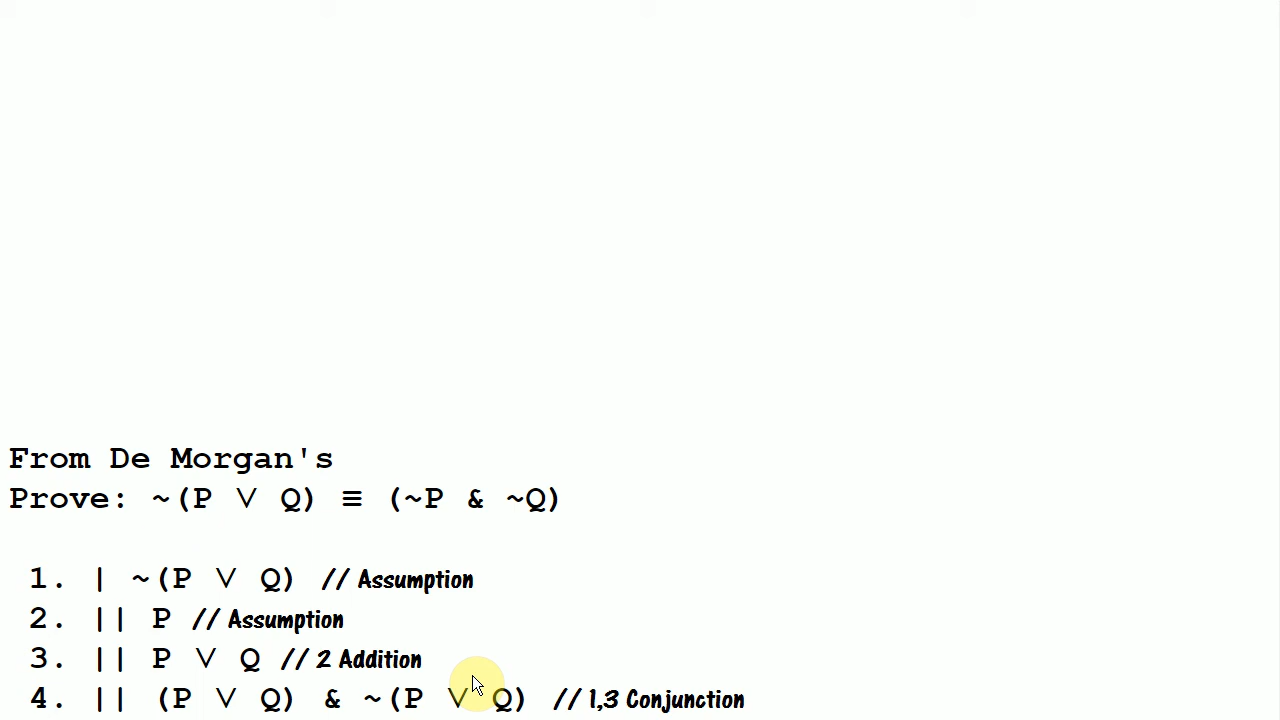 From De Morgan's
Prove: ~(P ∨ Q) ≡ (~P & ~Q)
1. | ~(P ∨ Q) // Assumption
2. || P // Assumption
3. || P ∨ Q // 2 Addition
4. || (P ∨ Q) & ~(P ∨ Q) // 1,3 Conjunction